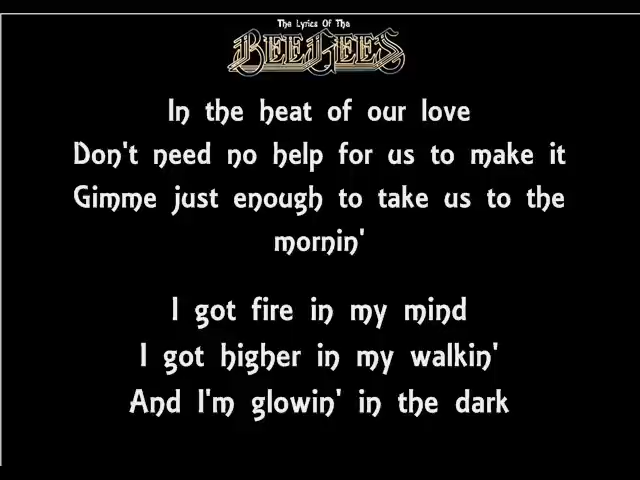 The Lyrics Of Tha
BEE GEES
In the heat of our love
Don't need no help for us to make it
Gimme just enough to take us to the
mornin'
I got fire in my mind
I got higher in my walkin'
And I'm glowin' in the dark